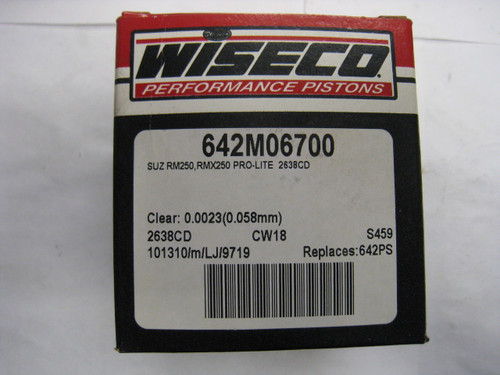 WISECO
PERFORMANCE PISTONS
642M06700
SUZ RM250,RMX250 PRO-LITE 2638CD
Clear: 0.0023(0.058mm)
2638CD CW18 S459
101310/m/LJ/9719 Replaces:642PS